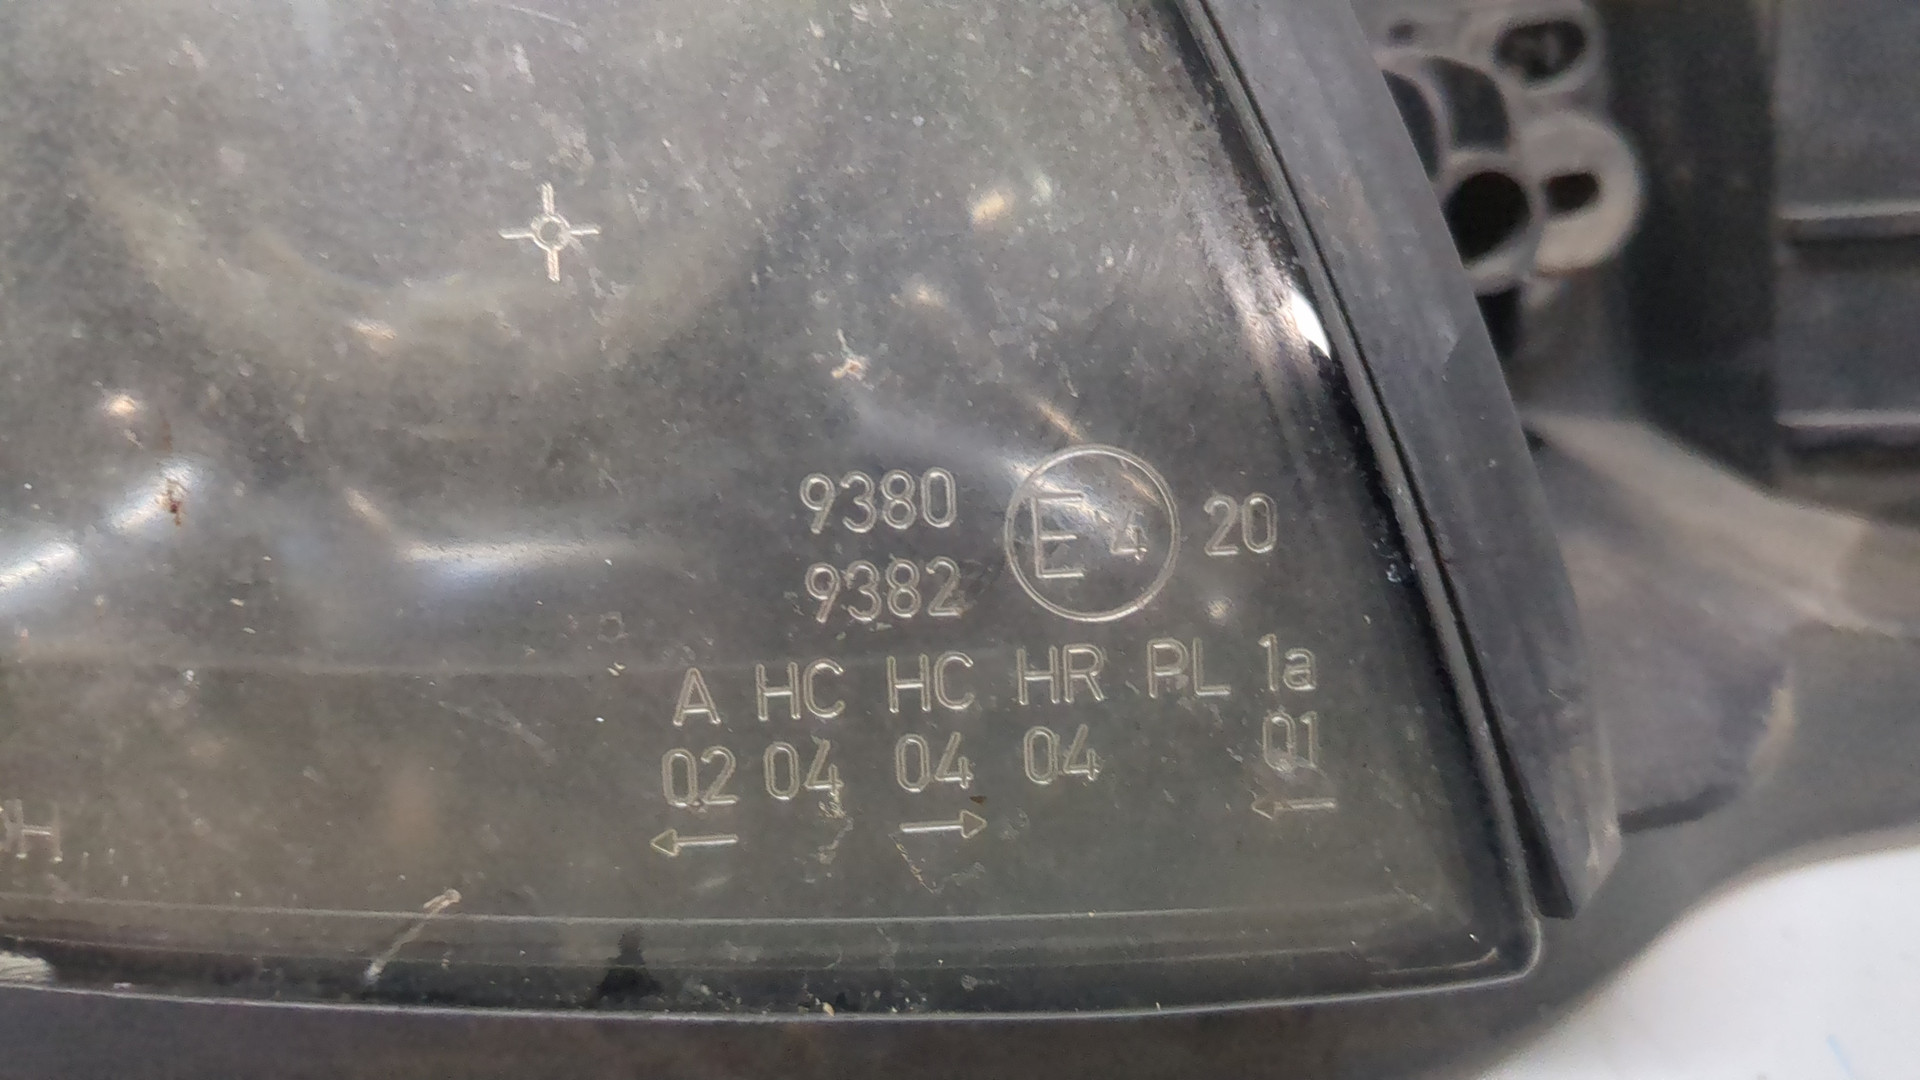 9380 E4 20
9382
A HC HC HR PL 1a
02 04 04 04 01
← → ←